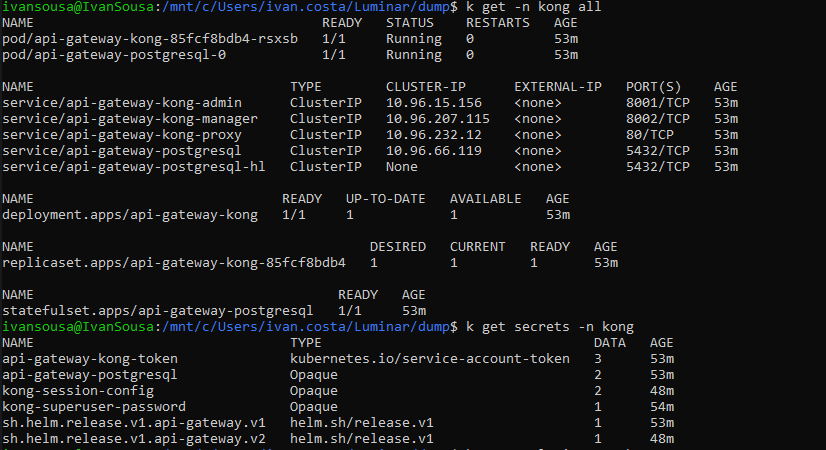 ivansousa@IvanSousa:/mnt/c/Users/ivan.costa/Luminar/dump$ k get -n kong all
NAME READY STATUS RESTARTS AGE
pod/api-gateway-kong-85fcf8bdb4-rsxsb 1/1 Running 0 53m
pod/api-gateway-postgresql-0 1/1 Running 0 53m
NAME TYPE CLUSTER-IP EXTERNAL-IP PORT(S) AGE
service/api-gateway-kong-admin ClusterIP 10.96.15.156 <none> 8001/TCP 53m
service/api-gateway-kong-manager ClusterIP 10.96.207.115 <none> 8002/TCP 53m
service/api-gateway-kong-proxy ClusterIP 10.96.232.12 <none> 80/TCP 53m
service/api-gateway-postgresql ClusterIP 10.96.66.119 <none> 5432/TCP 53m
service/api-gateway-postgresql-hl ClusterIP None <none> 5432/TCP 53m
NAME READY UP-TO-DATE AVAILABLE AGE
deployment.apps/api-gateway-kong 1/1 1 1 53m
NAME DESIRED CURRENT READY AGE
replicaset.apps/api-gateway-kong-85fcf8bdb4 1 1 1 53m
NAME READY AGE
statefulset.apps/api-gateway-postgresql 1/1 53m
ivansousa@IvanSousa:/mnt/c/Users/ivan.costa/Luminar/dump$ k get secrets -n kong
NAME TYPE DATA AGE
api-gateway-kong-token kubernetes.io/service-account-token 3 53m
api-gateway-postgresql Opaque 2 53m
kong-session-config Opaque 2 48m
kong-superuser-password Opaque 1 54m
sh.helm.release.v1.api-gateway.v1 helm.sh/release.v1 1 53m
sh.helm.release.v1.api-gateway.v2 helm.sh/release.v1 1 48m